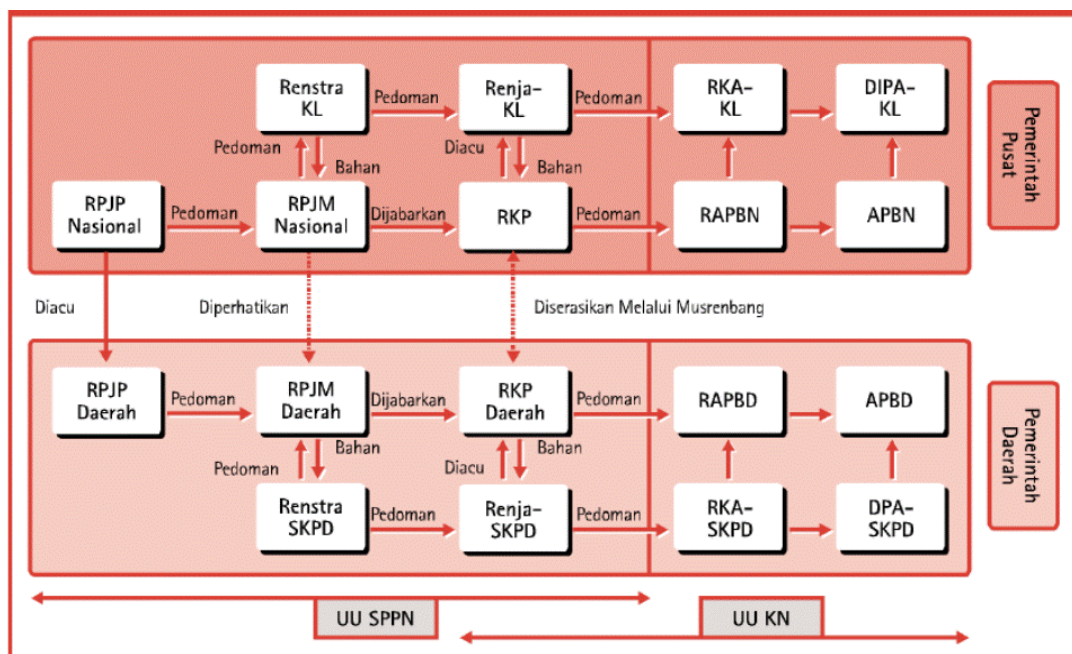 Renstra
KL
Pedoman
Renja-
KL
Pedoman
RKA-
KL
DIPA-
KL
Pedoman
Bahan
Diacu
Bahan
RPJP
Nasional
Pedoman
RPJM
Nasional
Dijabarkan
RKP
Pedoman
RAPBN
APBN
Pemerintah
Pusat
Diacu
Diperhatikan
Diserasikan Melalui Musrenbang
RPJP
Daerah
Pedoman
RPJM
Daerah
Dijabarkan
RKP
Daerah
Pedoman
RAPBD
APBD
Pedoman
Bahan
Diacu
Bahan
Renstra
SKPD
Pedoman
Renja-
SKPD
Pedoman
RKA-
SKPD
DPA-
SKPD
Pemerintah
Daerah
UU SPPN
UU KN